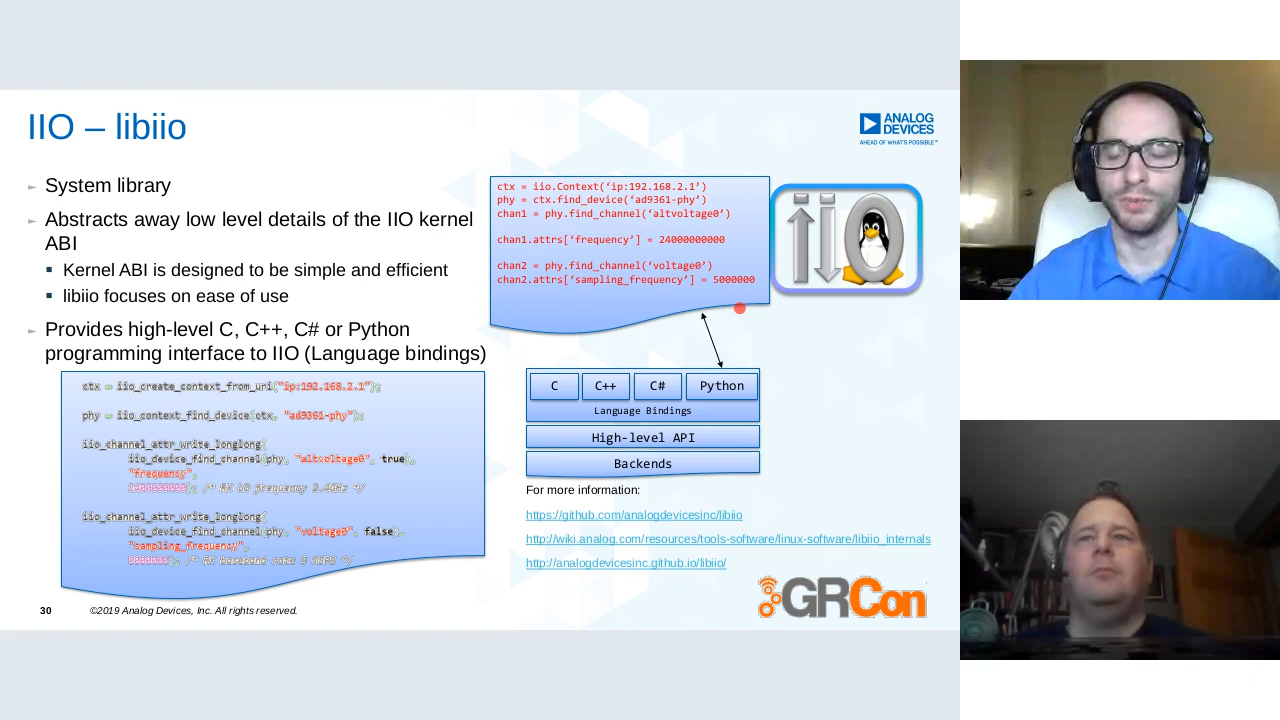 IIO – libiio
ANALOG
DEVICES
AHEAD OF WHAT'S POSSIBLE™
► System library
► Abstracts away low level details of the IIO kernel
ABI
▪ Kernel ABI is designed to be simple and efficient
▪ libiio focuses on ease of use
► Provides high-level C, C++, C# or Python
programming interface to IIO (Language bindings)
ctx = iio_create_context_from_uri("ip:192.168.2.1");
phy = iio_context_find_device(ctx, "ad9361-phy");
iio_channel_attr_write_longlong(
iio_device_find_channel(phy, "altvoltage0", true),
"frequency",
2400000000); /* RX LO frequency 2.4GHz */
iio_channel_attr_write_longlong(
iio_device_find_channel(phy, "voltage0", false),
"sampling_frequency",
5000000); /* RX baseband rate 5 MSPS */
ctx = iio.Context(‘ip:192.168.2.1’)
phy = ctx.find_device(‘ad9361-phy’)
chan1 = phy.find_channel(‘altvoltage0’)
chan1.attrs[‘frequency’] = 24000000000
chan2 = phy.find_channel(‘voltage0’)
chan2.attrs[‘sampling_frequency’] = 5000000
iio
C C++ C# Python
Language Bindings
High-level API
Backends
For more information:
https://github.com/analogdevicesinc/libiio
http://wiki.analog.com/resources/tools-software/linux-software/libiio_internals
http://analogdevicesinc.github.io/libiio/
GRCon
30 ©2019 Analog Devices, Inc. All rights reserved.